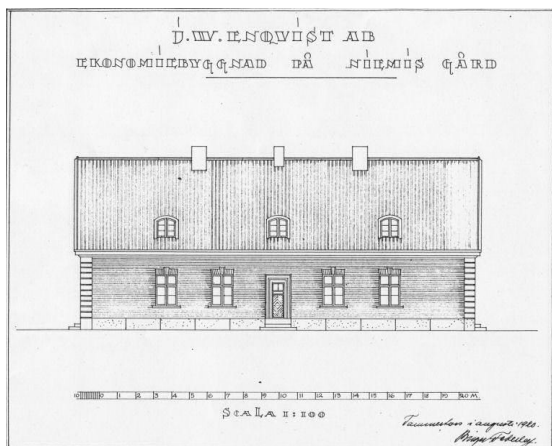 J.W. ENQVIST AB
EKONOMIEBYGGNAD PÅ NIEMIS GÅRD
10 0 1 2 3 4 5 6 7 8 9 10 11 12 13 14 15 16 17 18 19 20 M.
SCALA 1:100
i augusti 1920.